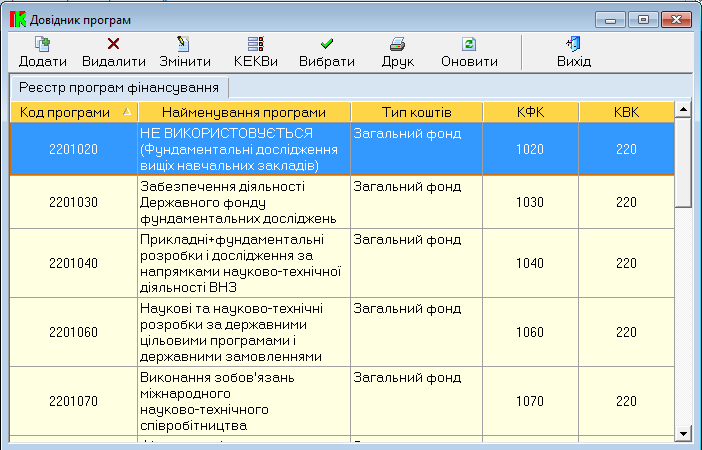 Довідник програм
Додати Видалити Змінити КЕКВи Вибрати Друк Оновити Вихід
Реєстр програм фінансування
Код програми Найменування програми Тип коштів КФК КВК
2201020 НЕ ВИКОРИСТОВУЄТЬСЯ Загальний фонд 1020 220
(Фундаментальні дослідження
вищіх навчальних закладів)
2201030 Забезпечення діяльності Загальний фонд 1030 220
Державного фонду
фундаментальних досліджень
2201040 Прикладні+фундаментальні Загальний фонд 1040 220
розробки і дослідження за
напрямками науково-технічної
діяльності ВНЗ
2201060 Наукові та науково-технічні Загальний фонд 1060 220
розробки за державними
цільовими програмами і
державними замовленнями
2201070 Виконання зобов'язань Загальний фонд 1070 220
міжнародного
науково-технічного
співробітництва